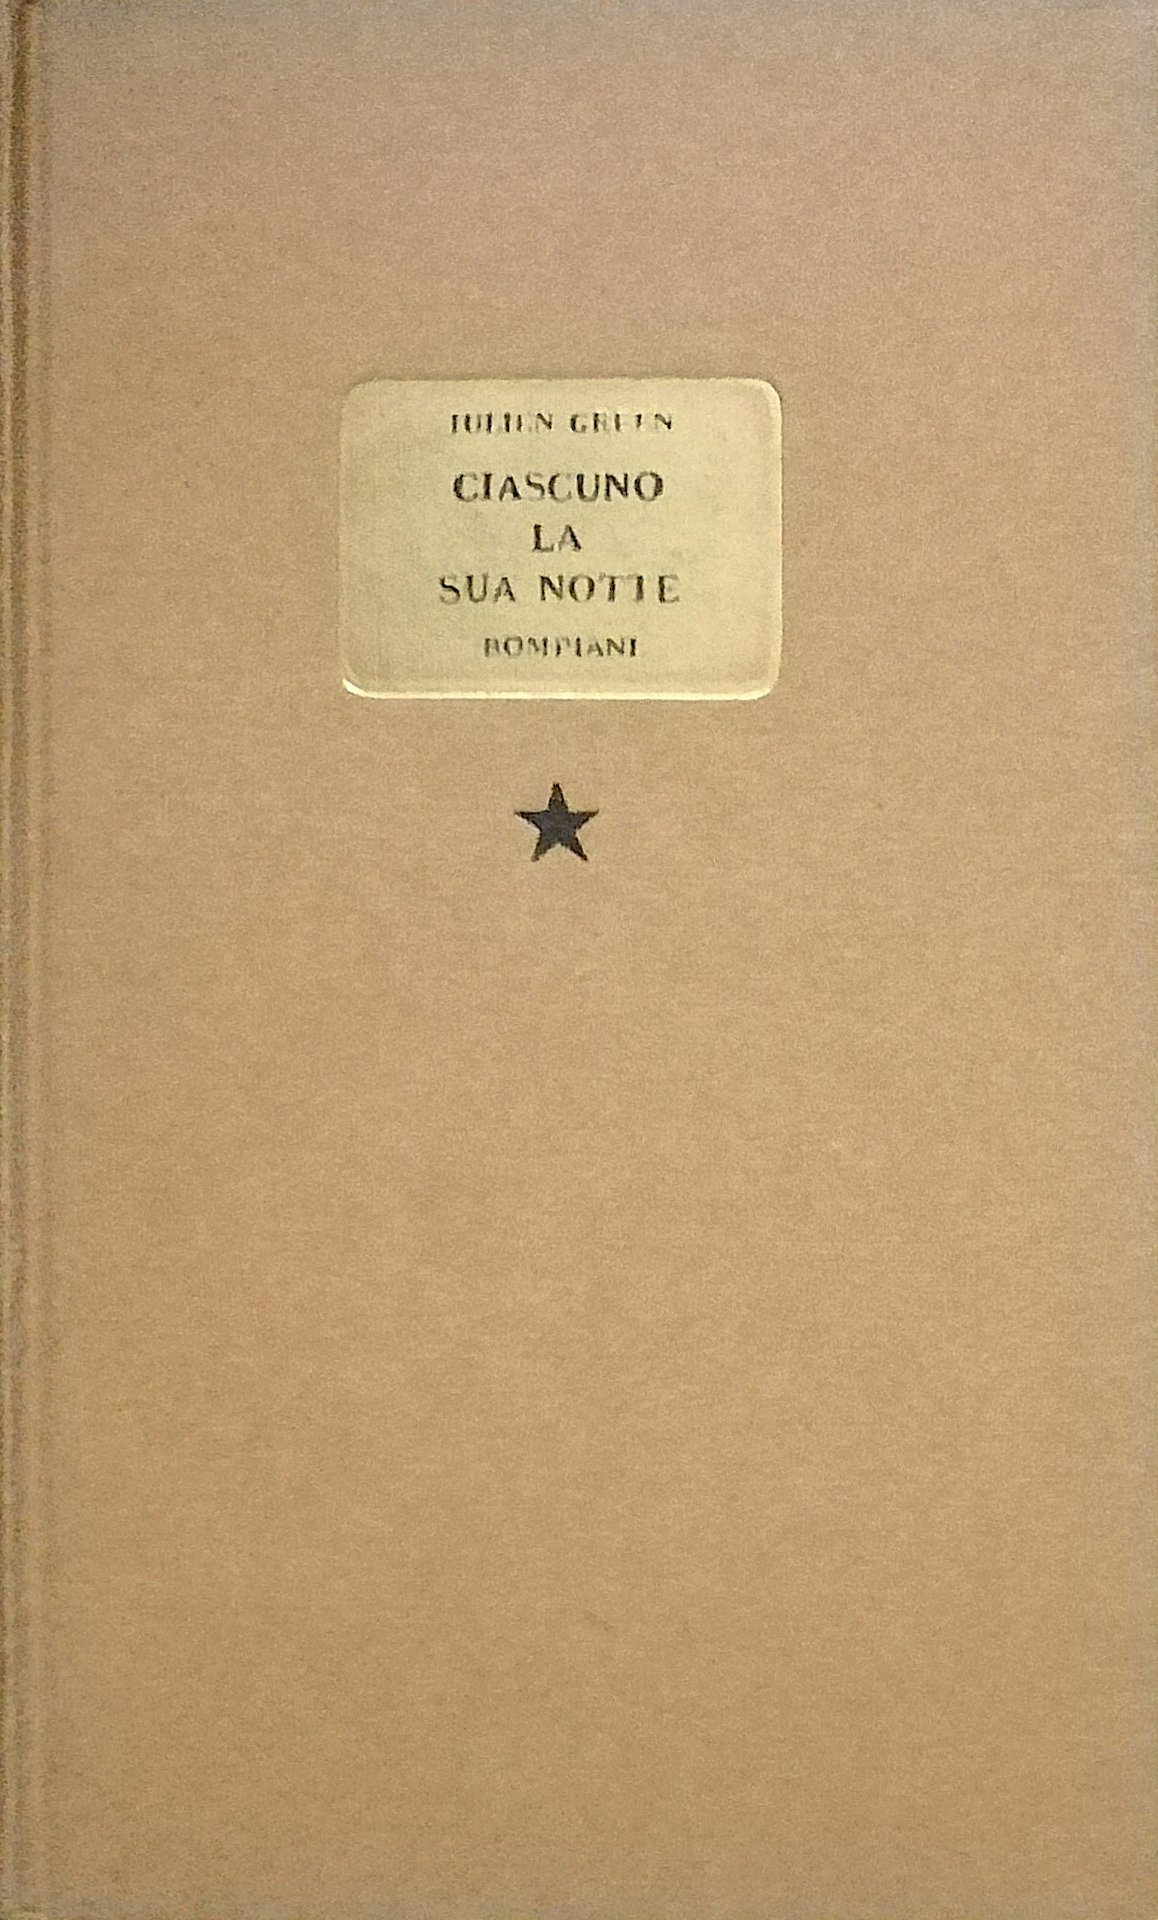 JULIEN GREEN
CIASCUNO
LA
SUA NOTTE
BOMPIANI